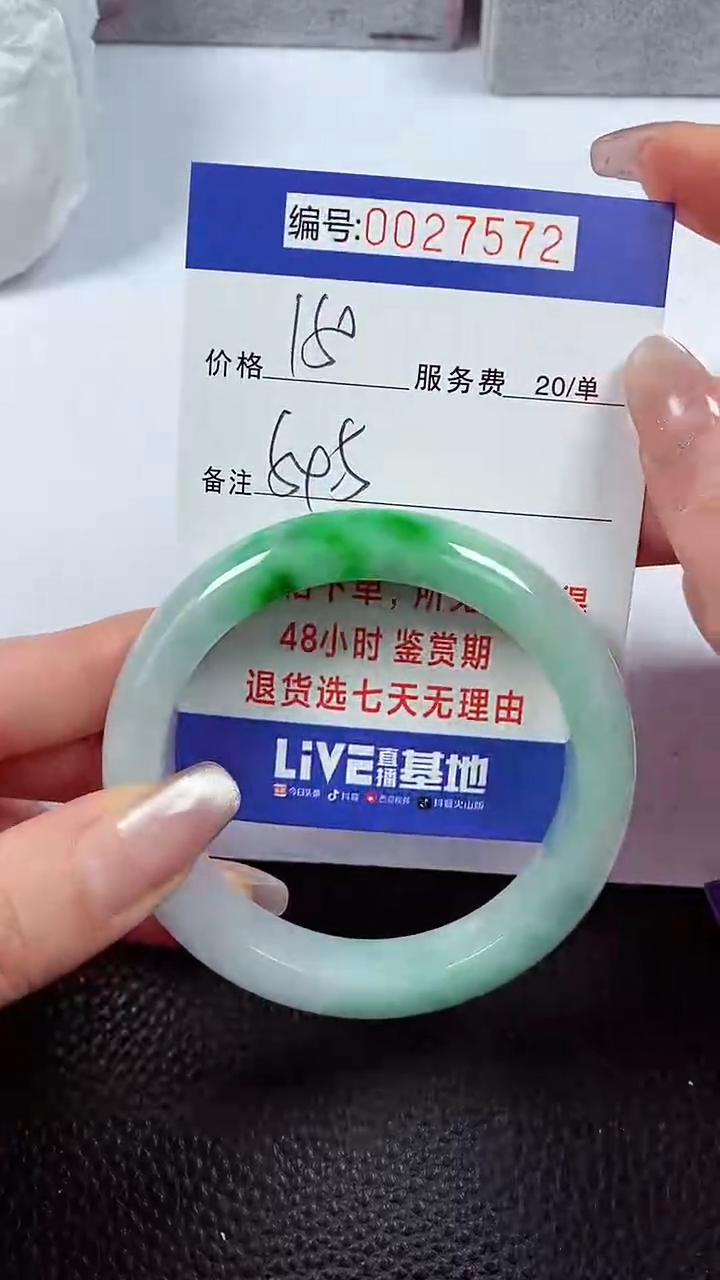 编号:0027572
价格 180 服务费 20/单
备注
48小时 鉴赏期
退货选七天无理由
LiVE直播基地
今日头条 抖音 西瓜视频 抖音火山版